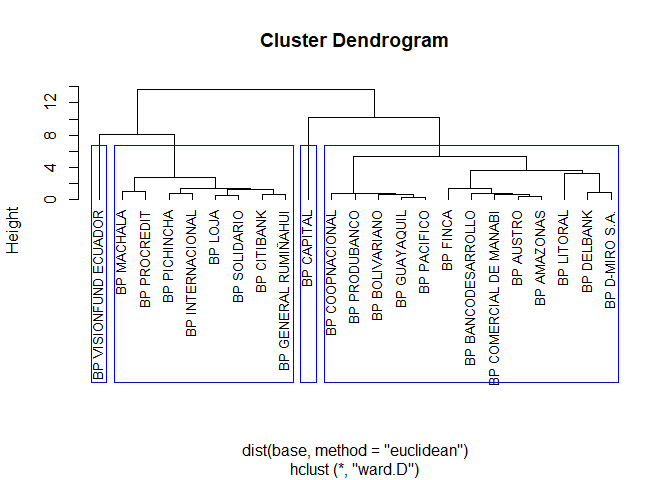 Cluster Dendrogram
Height
0
4
8
12
BP VISIONFUND ECUADOR
BP MACHALA
BP PROCREDIT
BP PICHINCHA
BP INTERNACIONAL
BP LOJA
BP SOLIDARIO
BP CITIBANK
BP GENERAL RUMIÑAHUI
BP CAPITAL
BP COOPNACIONAL
BP PRODUBANCO
BP BOLIVARIANO
BP GUAYAQUIL
BP PACIFICO
BP FINCA
BP BANCODESARROLLO
BP COMERCIAL DE MANABI
BP AUSTRO
BP AMAZONAS
BP LITORAL
BP DELBANK
BP D-MIRO S.A.
dist(base, method = "euclidean")
hclust (*, "ward.D")